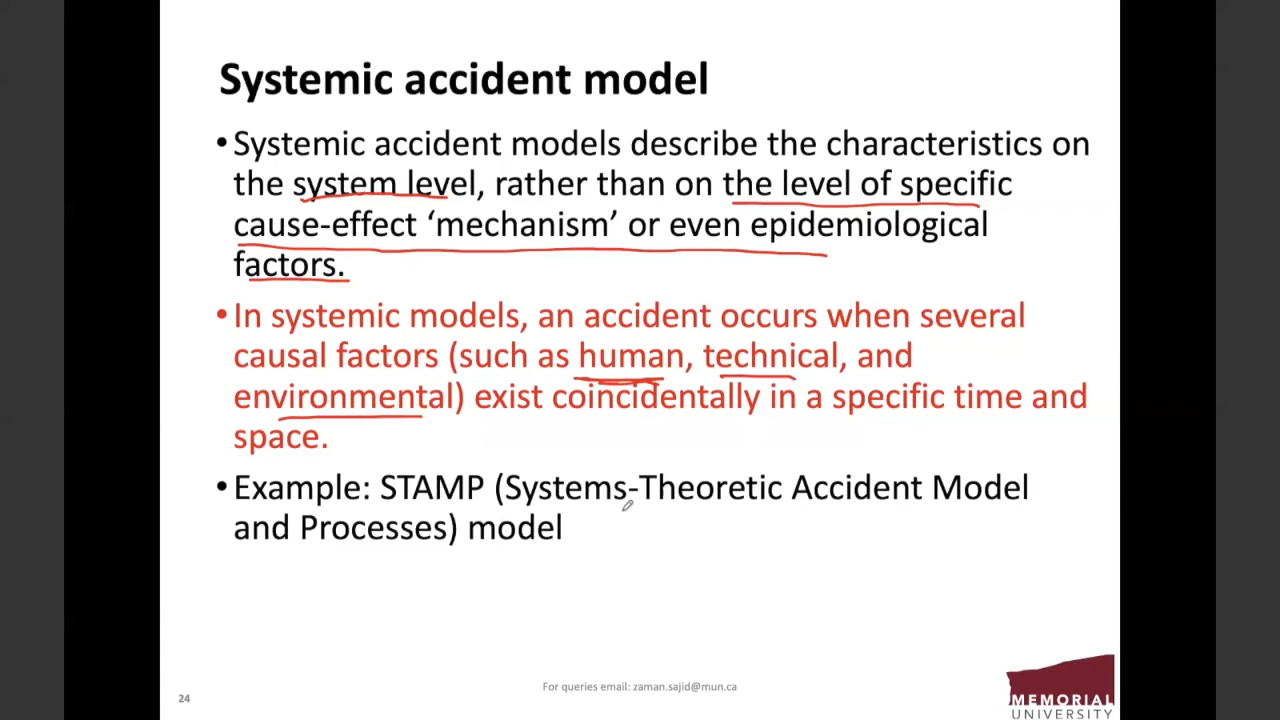 Systemic accident model
•Systemic accident models describe the characteristics on
the system level, rather than on the level of specific
cause-effect ‘mechanism’ or even epidemiological
factors.
•In systemic models, an accident occurs when several
causal factors (such as human, technical, and
environmental) exist coincidentally in a specific time and
space.
•Example: STAMP (Systems-Theoretic Accident Model
and Processes) model
24
For queries email: zaman.sajid@mun.ca
MEMORIAL
UNIVERSITY